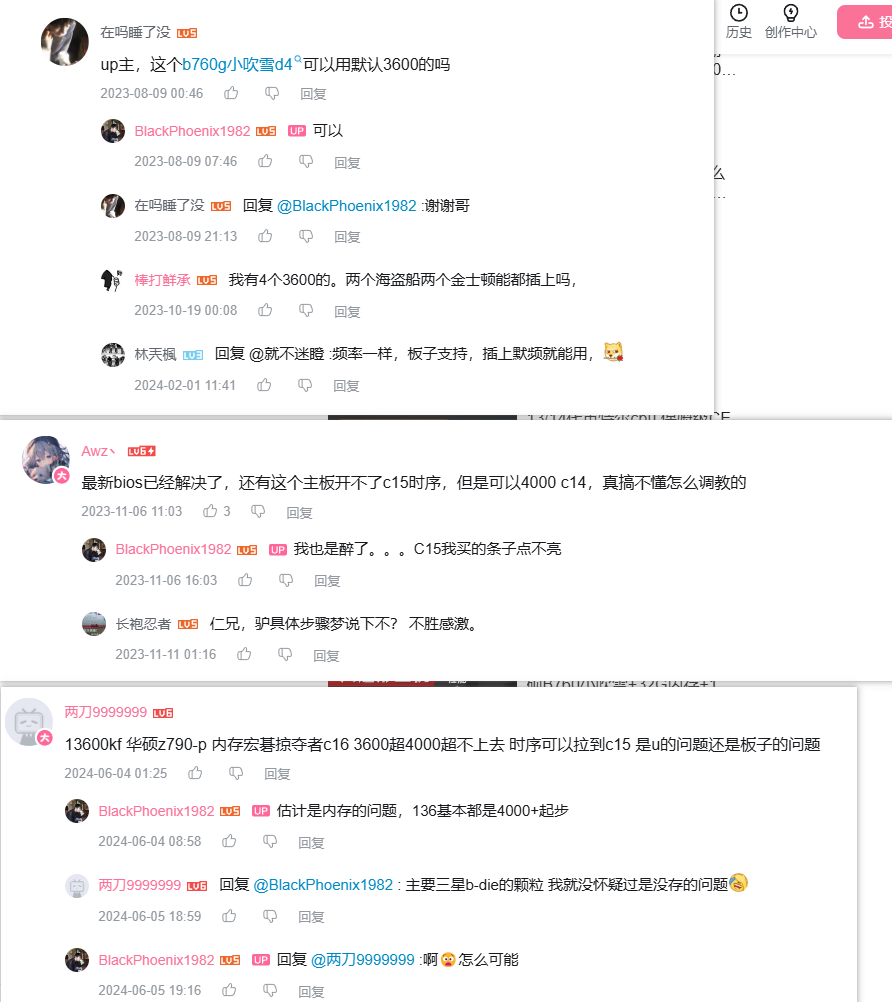 在吗睡了没 LV5
up主，这个b760g小吹雪d4可以用默认3600的吗
2023-08-09 00:46 回复
BlackPhoenix1982 LV5 UP 可以
2023-08-09 07:46 回复
在吗睡了没 LV5 回复 @BlackPhoenix1982 :谢谢哥
2023-08-09 21:13 回复
棒打鲜承 LV5 我有4个3600的。两个海盗船两个金士顿能都插上吗，
2023-10-19 00:08 回复
林兲楓 LV3 回复 @就不迷瞪 :频率一样，板子支持，插上默频就能用，
2024-02-01 11:41 回复
历史 创作中心 投
0...
么
...
Awz丶 LV6
大
最新bios已经解决了，还有这个主板开不了c15时序，但是可以4000 c14，真搞不懂怎么调教的
2023-11-06 11:03 3 回复
BlackPhoenix1982 LV5 UP 我也是醉了。。。C15我买的条子点不亮
2023-11-06 16:03 回复
长袍忍者 LV5 仁兄，驴具体步骤梦说下不？ 不胜感激。
2023-11-11 01:16 回复
两刀9999999 LV6
大
13600kf 华硕z790-p 内存宏碁掠夺者c16 3600超4000超不上去 时序可以拉到c15 是u的问题还是板子的问题
2024-06-04 01:25 回复
BlackPhoenix1982 LV5 UP 估计是内存的问题，136基本都是4000+起步
2024-06-04 08:58 回复
两刀9999999 LV6 回复 @BlackPhoenix1982 : 主要三星b-die的颗粒 我就没怀疑过是没存的问题
2024-06-05 18:59 回复
BlackPhoenix1982 LV5 UP 回复 @两刀9999999 :啊怎么可能
2024-06-05 19:16 回复